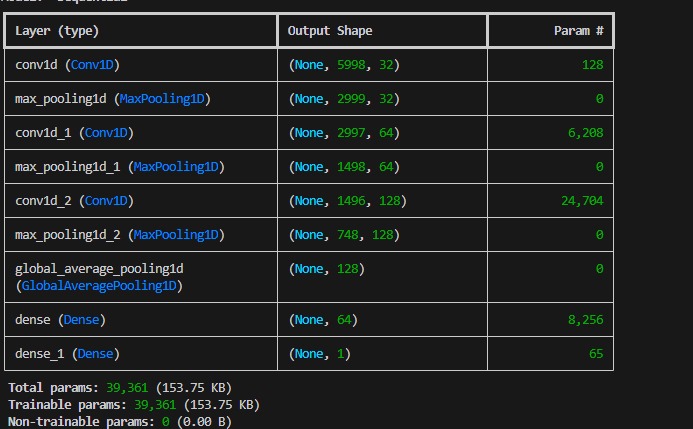 Layer (type) Output Shape Param #
conv1d (Conv1D) (None, 5998, 32) 128
max_pooling1d (MaxPooling1D) (None, 2999, 32) 0
conv1d_1 (Conv1D) (None, 2997, 64) 6,208
max_pooling1d_1 (MaxPooling1D) (None, 1498, 64) 0
conv1d_2 (Conv1D) (None, 1496, 128) 24,704
max_pooling1d_2 (MaxPooling1D) (None, 748, 128) 0
global_average_pooling1d (None, 128) 0
(GlobalAveragePooling1D)
dense (Dense) (None, 64) 8,256
dense_1 (Dense) (None, 1) 65
Total params: 39,361 (153.75 KB)
Trainable params: 39,361 (153.75 KB)
Non-trainable params: 0 (0.00 B)